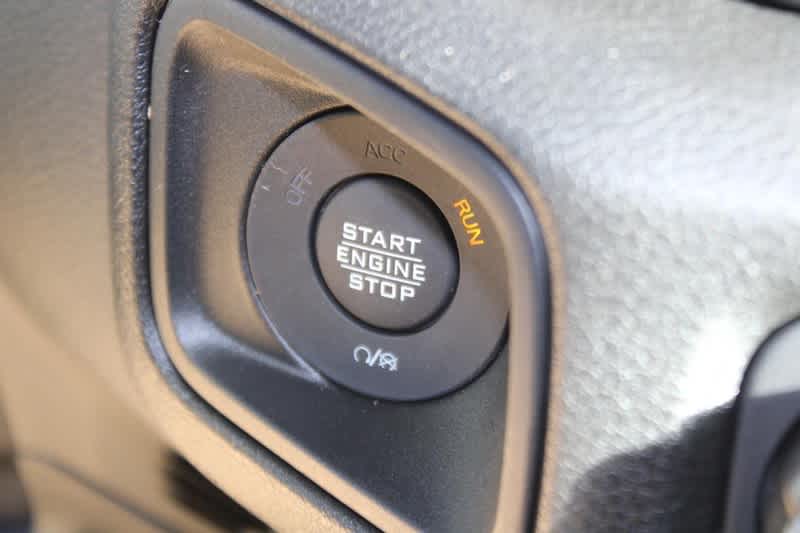 ACC
OFF
RUN
START
ENGINE
STOP